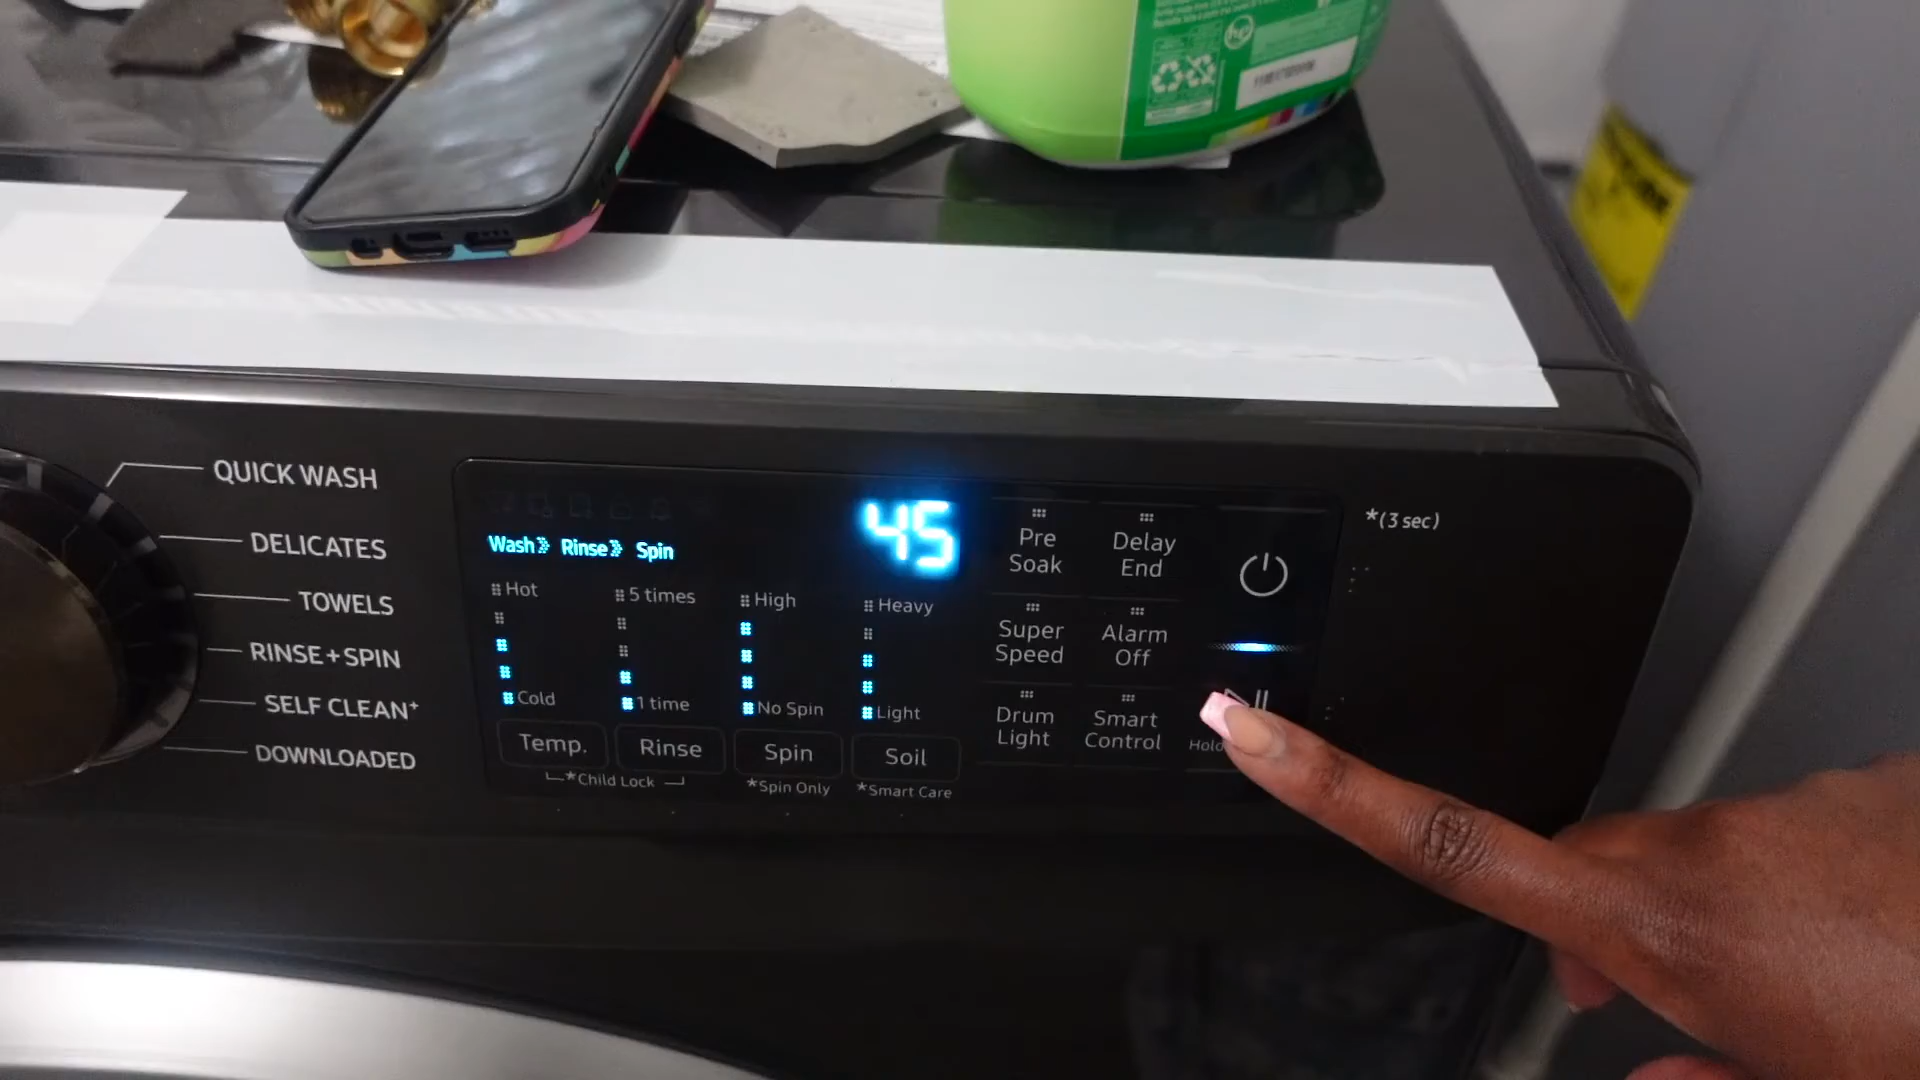 he
QUICK WASH
DELICATES
TOWELS
RINSE+SPIN
SELF CLEAN+
DOWNLOADED
45
Wash Rinse Spin
Hot
5 times
High
Heavy
Cold
1 time
No Spin
Light
Temp.
Rinse
Spin
Soil
*Child Lock
*Spin Only
*Smart Care
Pre
Soak
Delay
End
Super
Speed
Alarm
Off
Drum
Light
Smart
Control
Hold
*(3 sec)